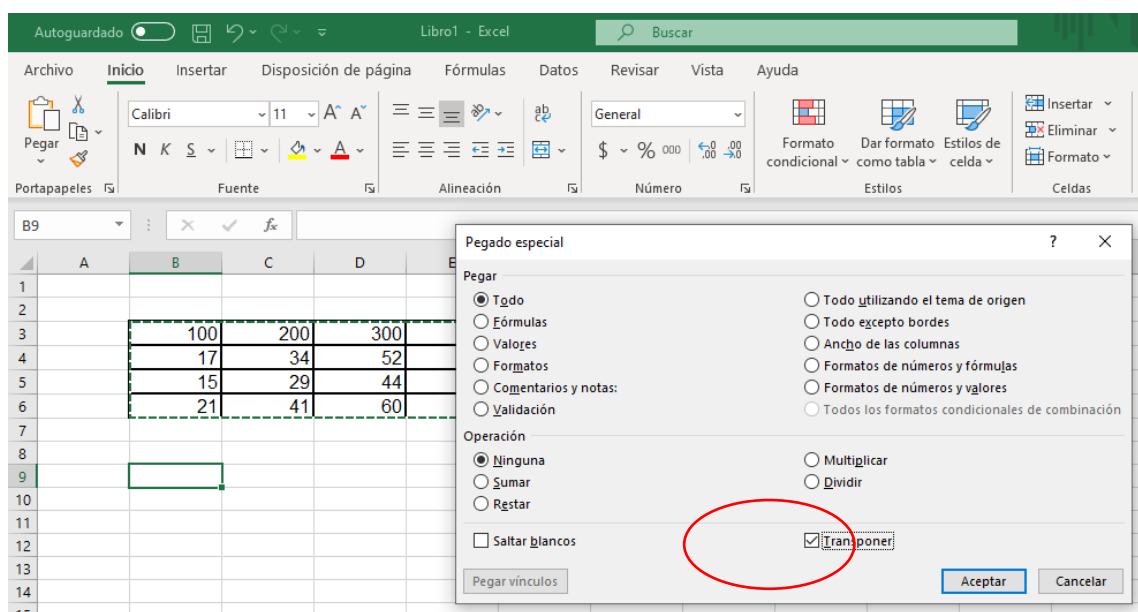 Autoguardado Libro1 - Excel Buscar
Archivo Inicio Insertar Disposición de página Fórmulas Datos Revisar Vista Ayuda
Calibri 11 A^ A˅ ab General Insertar
Eliminar
Pegar N K S A $ % 000 Formato Dar formato Estilos de Formato
condicional como tabla celda
Portapapeles Fuente Alineación Número Estilos Celdas
B9 fx
Pegado especial ? X
A B C D E
Pegar
1 Todo Todo utilizando el tema de origen
2 Fórmulas Todo excepto bordes
3 100 200 300 Valores Ancho de las columnas
4 17 34 52 Formatos Formatos de números y fórmulas
5 15 29 44 Comentarios y notas: Formatos de números y valores
6 21 41 60 Validación Todos los formatos condicionales de combinación
7 Operación
8 Ninguna Multiplicar
9 Sumar Dividir
10 Restar
11
12 Saltar blancos Transponer
13
14 Pegar vínculos Aceptar Cancelar